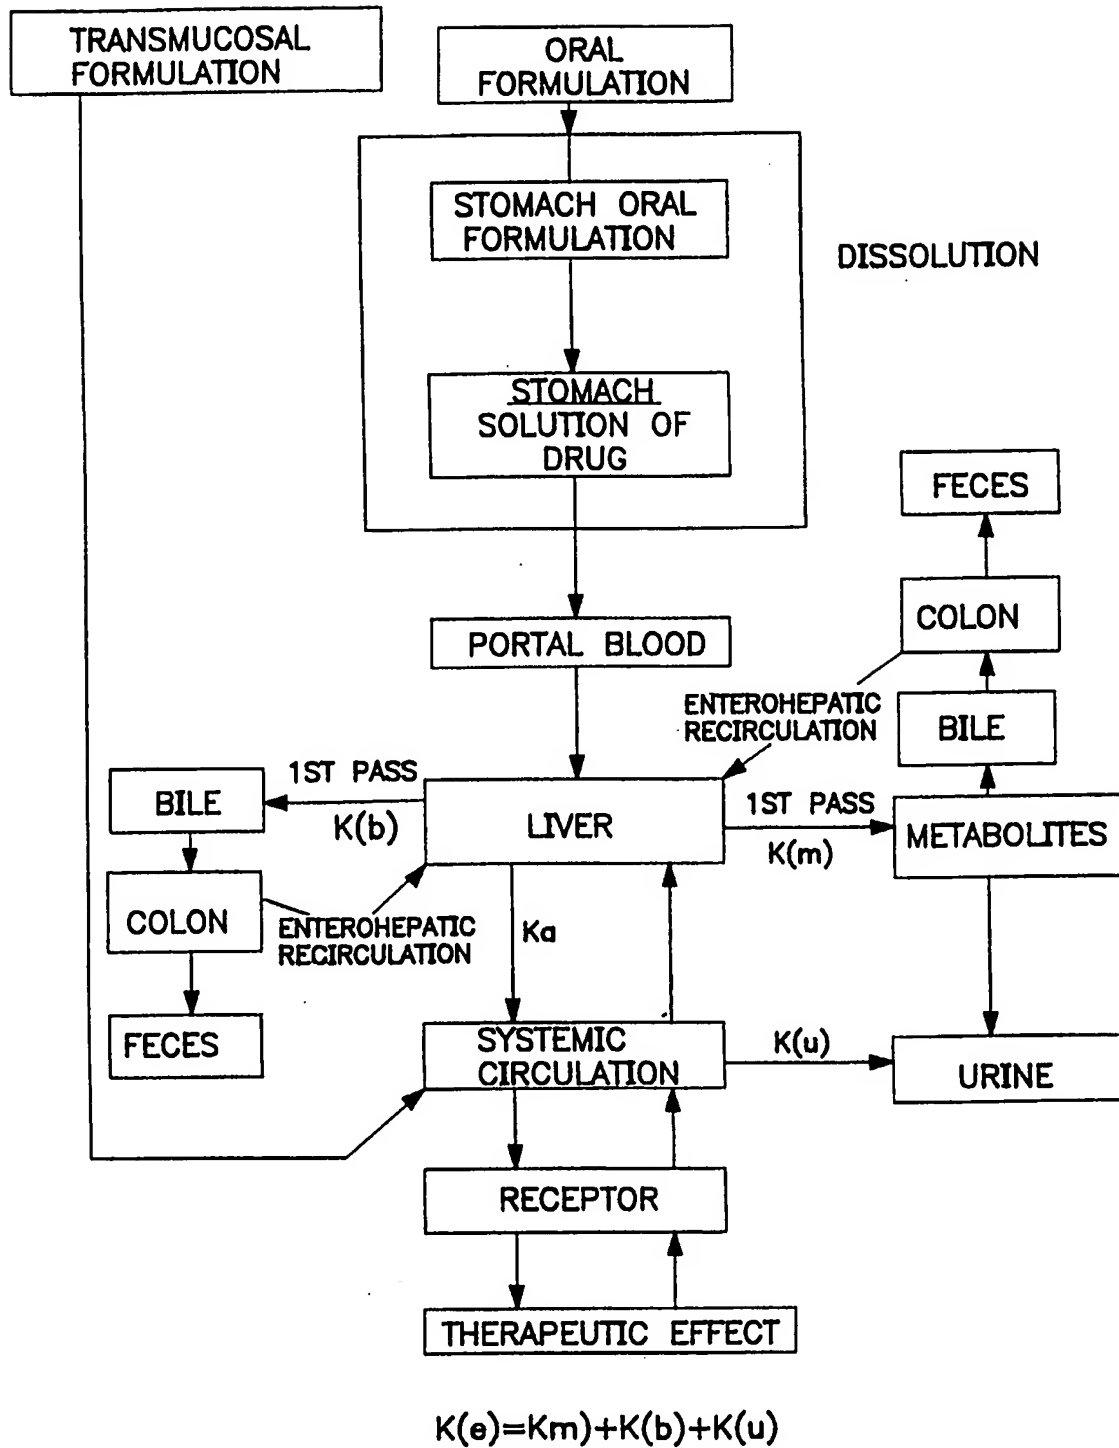 TRANSMUCOSAL
FORMULATION
ORAL
FORMULATION
STOMACH ORAL
FORMULATION
DISSOLUTION
STOMACH
SOLUTION OF
DRUG
FECES
COLON
PORTAL BLOOD
ENTEROHEPATIC
RECIRCULATION
BILE
1ST PASS
BILE
K(b)
LIVER
1ST PASS
K(m)
METABOLITES
COLON
ENTEROHEPATIC
RECIRCULATION
Ka
FECES
SYSTEMIC
CIRCULATION
K(u)
URINE
RECEPTOR
THERAPEUTIC EFFECT
K(e)=Km)+K(b)+K(u)